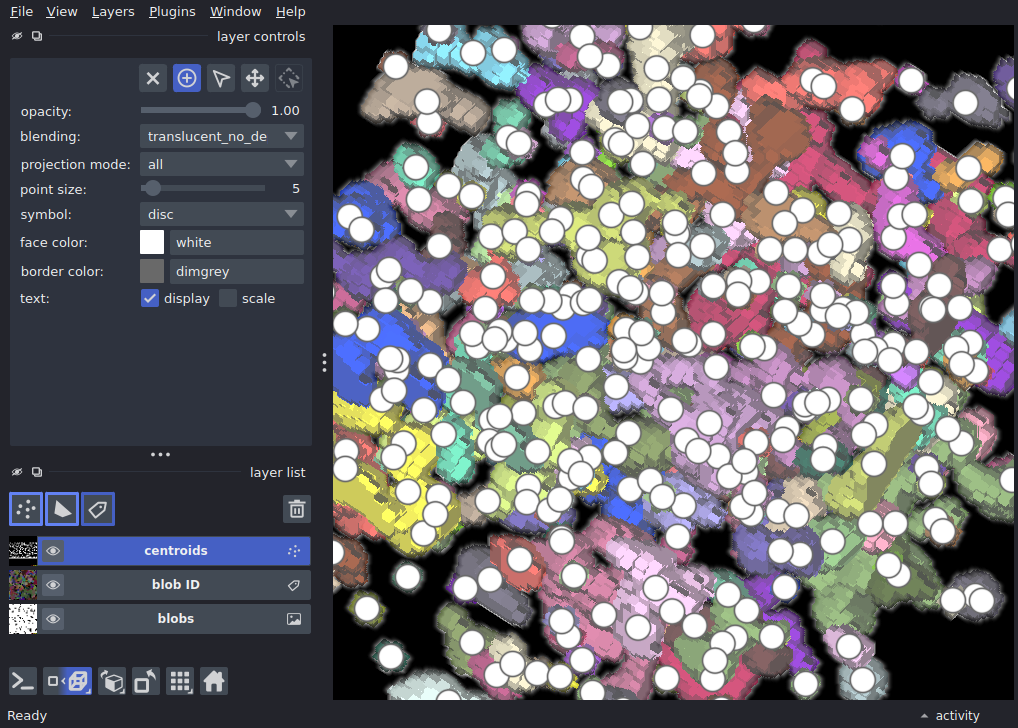 File View Layers Plugins Window Help
layer controls
opacity: 1.00
blending: translucent_no_de
projection mode: all
point size: 5
symbol: disc
face color: white
border color: dimgrey
text: display scale
layer list
centroids
blob ID
blobs
Ready
activity